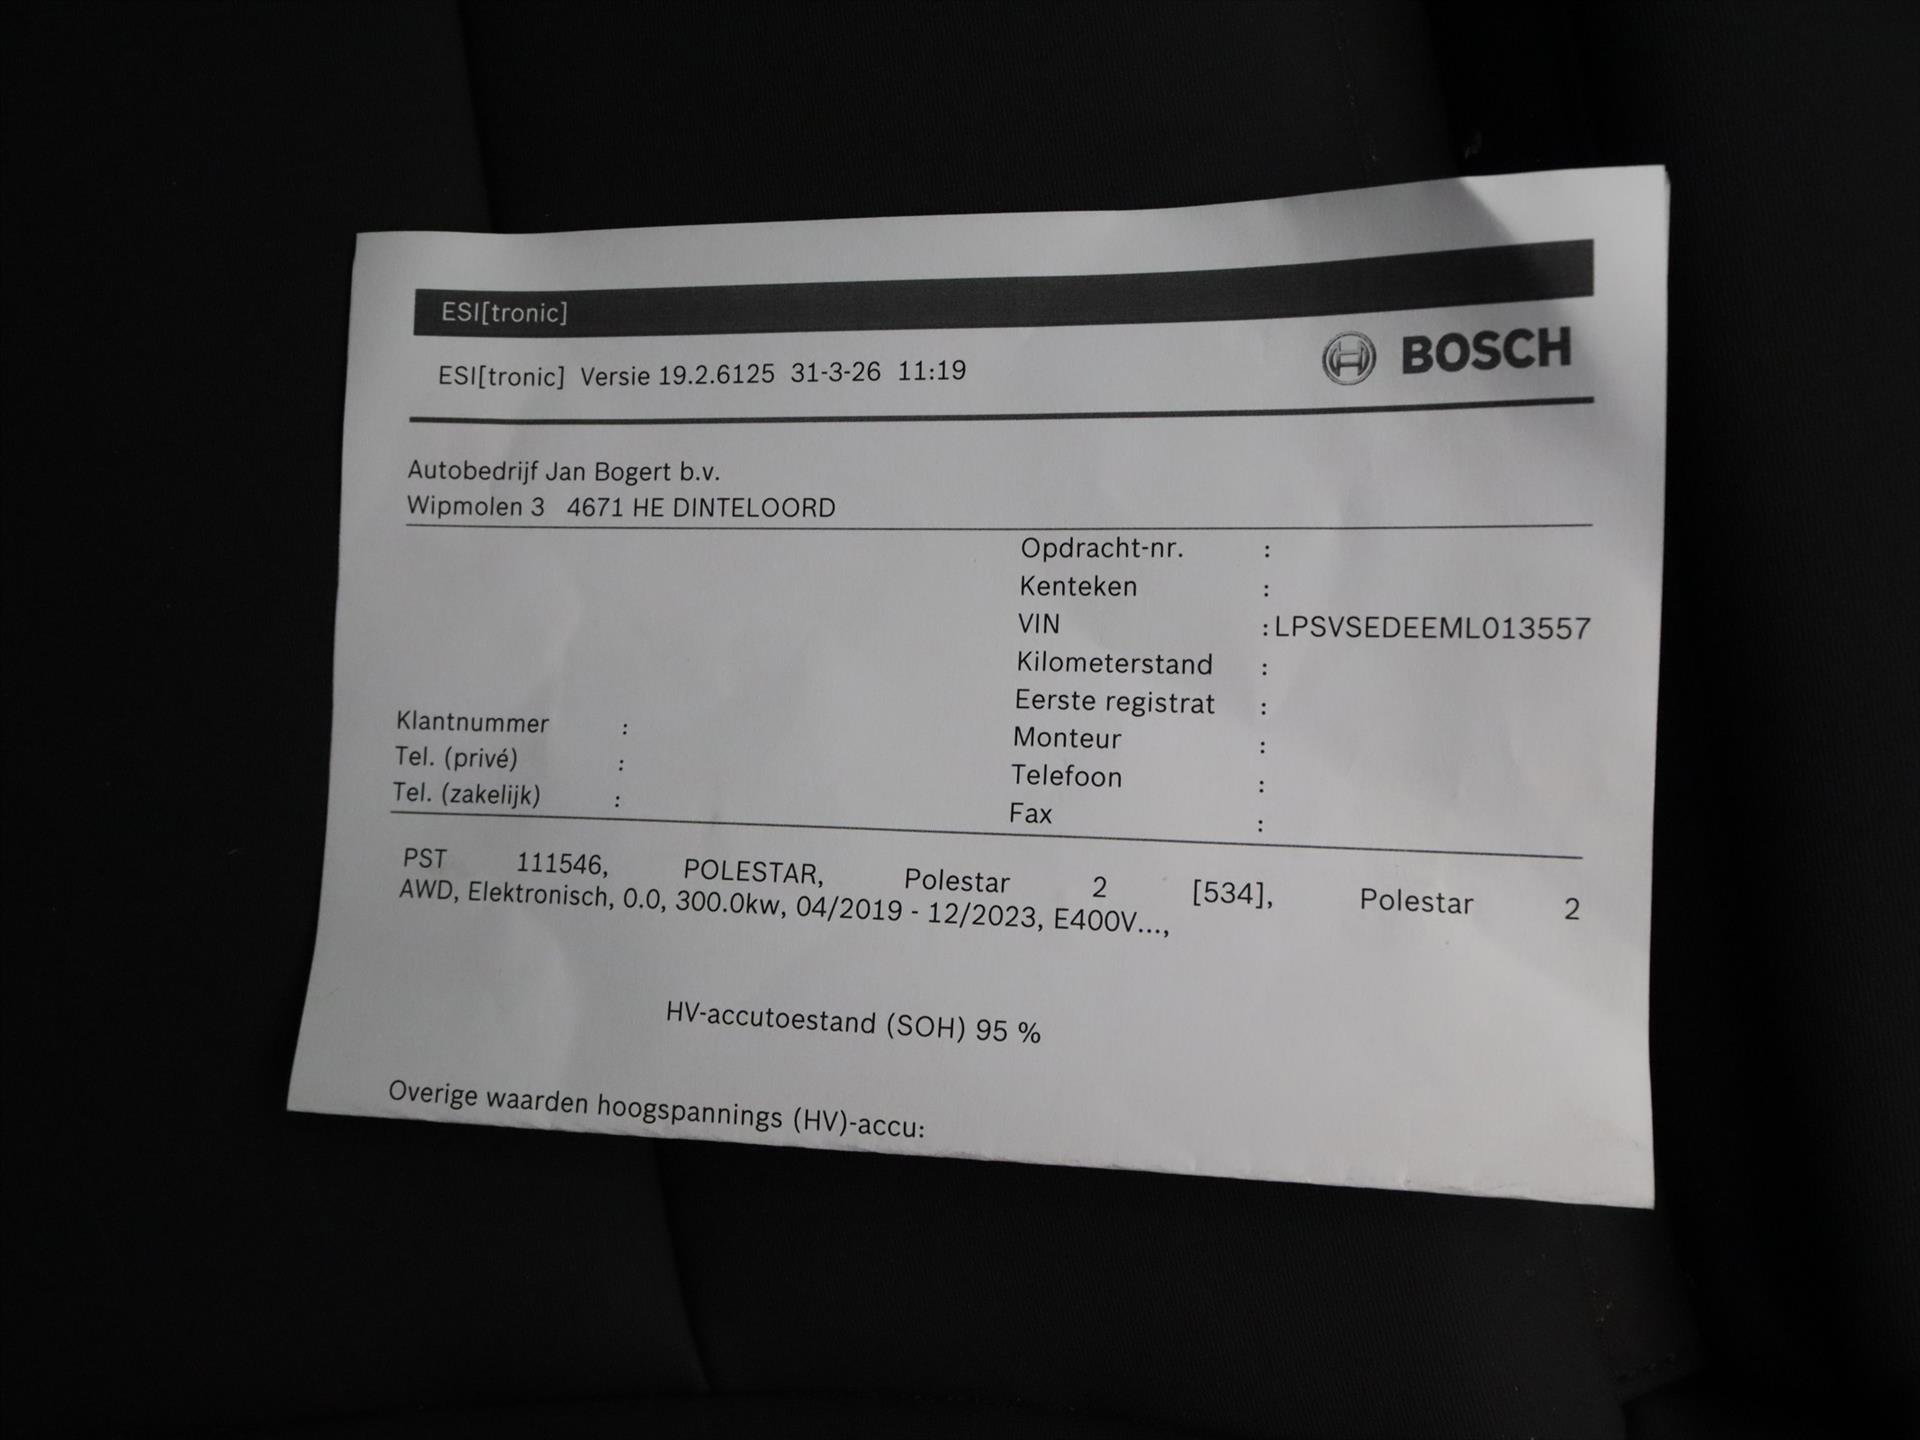 ESI[tronic]
BOSCH
ESI[tronic] Versie 19.2.6125 31-3-26 11:19
Autobedrijf Jan Bogert b.v.
Wipmolen 3 4671 HE DINTELOORD
Opdracht-nr. :
Kenteken :
VIN :LPSVSEDEEML013557
Kilometerstand :
Eerste registrat :
Monteur :
Telefoon :
Fax :
Klantnummer :
Tel. (privé) :
Tel. (zakelijk) :
PST 111546, POLESTAR, Polestar 2 [534], Polestar 2
AWD, Elektronisch, 0.0, 300.0kw, 04/2019 - 12/2023, E400V...,
HV-accutoestand (SOH) 95 %
Overige waarden hoogspannings (HV)-accu: